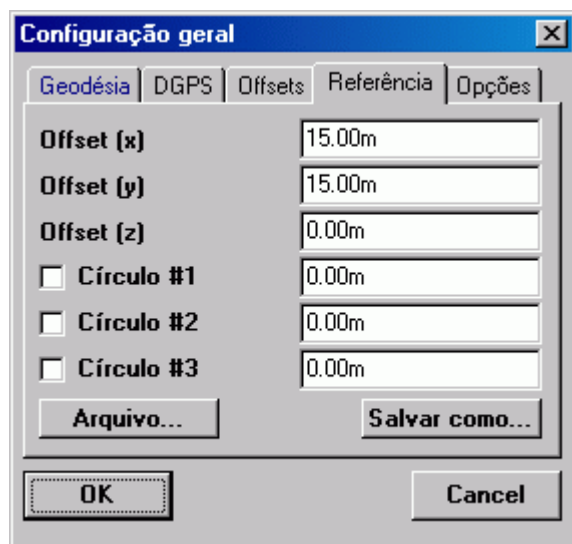 Configuração geral
Geodésia DGPS Offsets Referência Opções
Offset (x) 15.00m
Offset (y) 15.00m
Offset (z) 0.00m
Círculo #1 0.00m
Círculo #2 0.00m
Círculo #3 0.00m
Arquivo... Salvar como...
OK Cancel